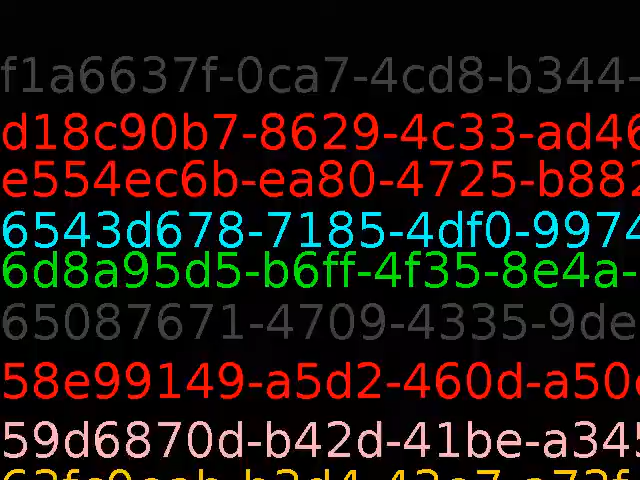 f1a6637f-0ca7-4cd8-b344-
d18c90b7-8629-4c33-ad46
e554ec6b-ea80-4725-b882
6543d678-7185-4df0-9974
6d8a95d5-b6ff-4f35-8e4a-
65087671-4709-4335-9de
58e99149-a5d2-460d-a50
59d6870d-b42d-41be-a345